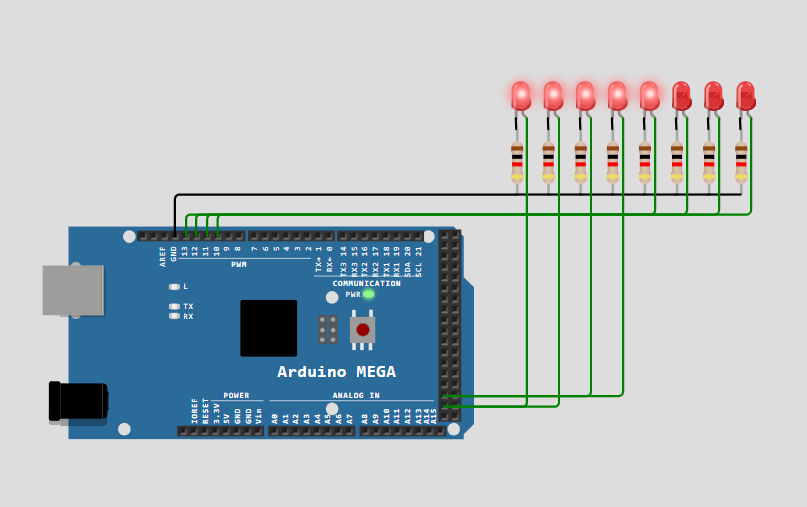 AREF GND 13 12 11 10 9 8 7 6 5 4 3 2 TX→ 1 RX← 0 TX3 14 RX3 15 TX2 16 RX2 17 TX1 18 RX1 19 SDA 20 SCL 21
PWM
COMMUNICATION
L
PWR
TX
RX
Arduino MEGA
POWER ANALOG IN
IOREF RESET 3.3V 5V GND GND Vin A0 A1 A2 A3 A4 A5 A6 A7 A8 A9 A10 A11 A12 A13 A14 A15